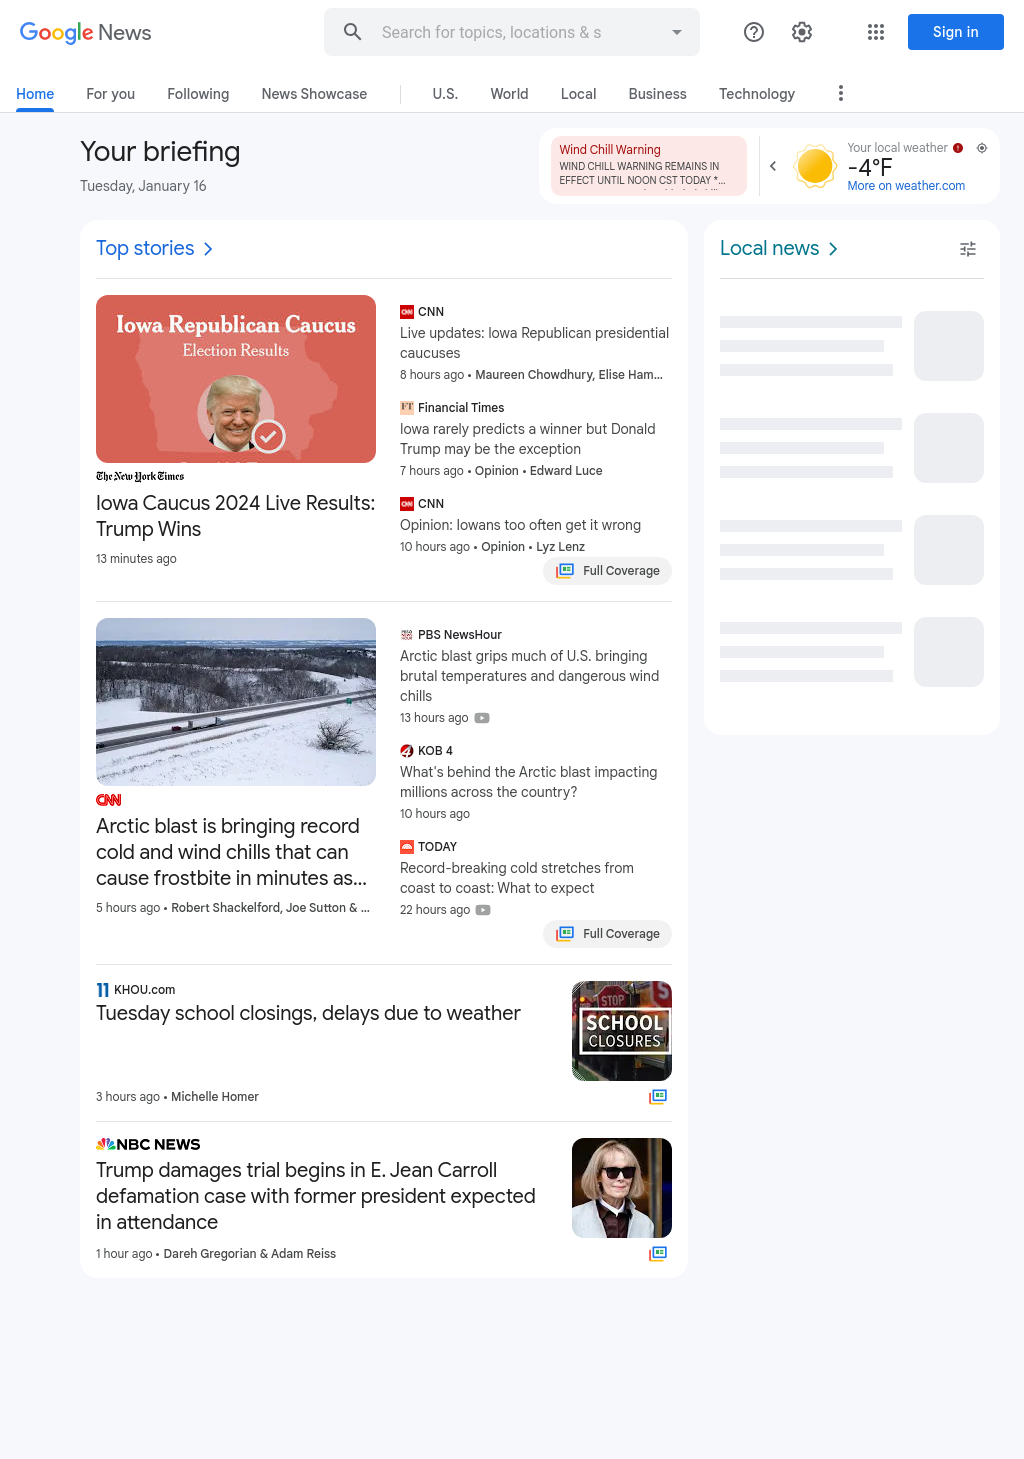 Google News
Search for topics, locations & s
Sign in
Home
For you
Following
News Showcase
U.S.
World
Local
Business
Technology
Your briefing
Tuesday, January 16
Wind Chill Warning
WIND CHILL WARNING REMAINS IN
EFFECT UNTIL NOON CST TODAY *...
Your local weather
-4°F
More on weather.com
Top stories
Iowa Republican Caucus
Election Results
The New York Times
Iowa Caucus 2024 Live Results:
Trump Wins
13 minutes ago
CNN
CNN
Live updates: Iowa Republican presidential
caucuses
8 hours ago • Maureen Chowdhury, Elise Ham...
FT
Financial Times
Iowa rarely predicts a winner but Donald
Trump may be the exception
7 hours ago • Opinion • Edward Luce
CNN
CNN
Opinion: Iowans too often get it wrong
10 hours ago • Opinion • Lyz Lenz
Full Coverage
CNN
Arctic blast is bringing record
cold and wind chills that can
cause frostbite in minutes as...
5 hours ago • Robert Shackelford, Joe Sutton & ...
PBS NewsHour
Arctic blast grips much of U.S. bringing
brutal temperatures and dangerous wind
chills
13 hours ago
4
KOB 4
What's behind the Arctic blast impacting
millions across the country?
10 hours ago
TODAY
Record-breaking cold stretches from
coast to coast: What to expect
22 hours ago
Full Coverage
11
KHOU.com
Tuesday school closings, delays due to weather
3 hours ago • Michelle Homer
STOP
S
SCHOOL
CLOSURES
NBC NEWS
Trump damages trial begins in E. Jean Carroll
defamation case with former president expected
in attendance
1 hour ago • Dareh Gregorian & Adam Reiss
Local news